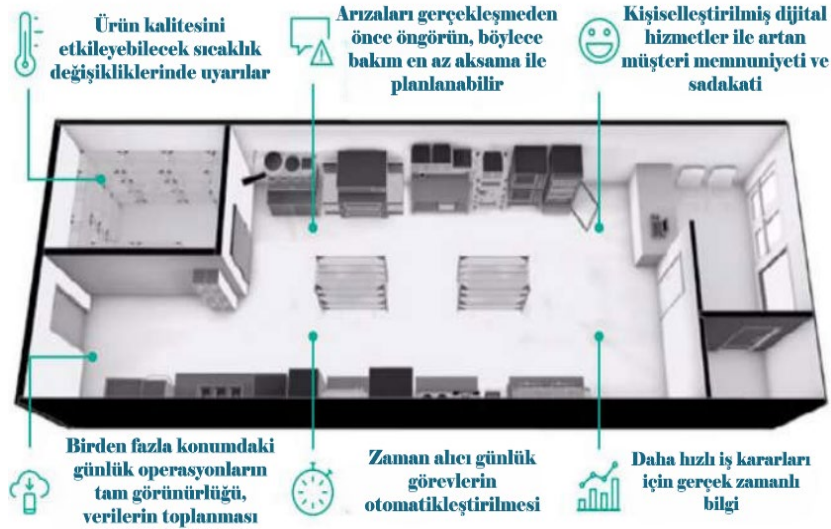 Ürün kalitesini
etkileyebilecek sıcaklık
değişikliklerinde uyarılar
Arızaları gerçekleşmeden
önce öngörün, böylece
bakım en az aksama ile
planlanabilir
Kişiselleştirilmiş dijital
hizmetler ile artan
müşteri memnuniyeti ve
sadakati
Birden fazla konumdaki
günlük operasyonların
tam görünürlüğü,
verilerin toplanması
Zaman alıcı günlük
görevlerin
otomatikleştirilmesi
Daha hızlı iş kararları
için gerçek zamanlı
bilgi